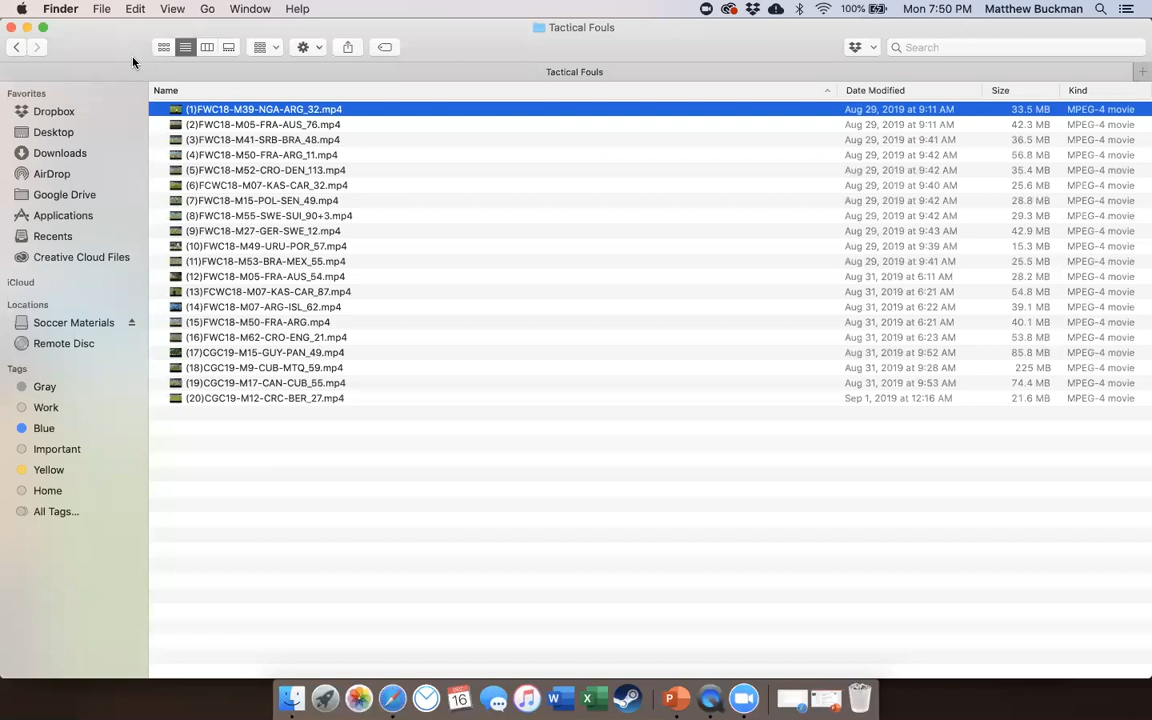 Finder File Edit View Go Window Help 100% Mon 7:50 PM Matthew Buckman
Tactical Fouls
Search
Tactical Fouls
Favorites
Dropbox
Desktop
Downloads
AirDrop
Google Drive
Applications
Recents
Creative Cloud Files
iCloud
Locations
Soccer Materials
Remote Disc
Tags
Gray
Work
Blue
Important
Yellow
Home
All Tags...
Name Date Modified Size Kind
(1)FWC18-M39-NGA-ARG_32.mp4 Aug 29, 2019 at 9:11 AM 33.5 MB MPEG-4 movie
(2)FWC18-M05-FRA-AUS_76.mp4 Aug 29, 2019 at 9:11 AM 42.3 MB MPEG-4 movie
(3)FWC18-M41-SRB-BRA_48.mp4 Aug 29, 2019 at 9:41 AM 36.5 MB MPEG-4 movie
(4)FWC18-M50-FRA-ARG_11.mp4 Aug 29, 2019 at 9:42 AM 56.8 MB MPEG-4 movie
(5)FWC18-M52-CRO-DEN_113.mp4 Aug 29, 2019 at 9:42 AM 35.4 MB MPEG-4 movie
(6)FCWC18-M07-KAS-CAR_32.mp4 Aug 29, 2019 at 9:40 AM 25.6 MB MPEG-4 movie
(7)FWC18-M15-POL-SEN_49.mp4 Aug 29, 2019 at 9:42 AM 28.8 MB MPEG-4 movie
(8)FWC18-M55-SWE-SUI_90+3.mp4 Aug 29, 2019 at 9:42 AM 29.3 MB MPEG-4 movie
(9)FWC18-M27-GER-SWE_12.mp4 Aug 29, 2019 at 9:43 AM 42.9 MB MPEG-4 movie
(10)FWC18-M49-URU-POR_57.mp4 Aug 29, 2019 at 9:39 AM 15.3 MB MPEG-4 movie
(11)FWC18-M53-BRA-MEX_55.mp4 Aug 29, 2019 at 9:41 AM 25.5 MB MPEG-4 movie
(12)FWC18-M05-FRA-AUS_54.mp4 Aug 31, 2019 at 6:11 AM 28.2 MB MPEG-4 movie
(13)FCWC18-M07-KAS-CAR_87.mp4 Aug 31, 2019 at 6:21 AM 54.8 MB MPEG-4 movie
(14)FWC18-M07-ARG-ISL_62.mp4 Aug 31, 2019 at 6:22 AM 39.1 MB MPEG-4 movie
(15)FWC18-M50-FRA-ARG.mp4 Aug 31, 2019 at 6:21 AM 40.1 MB MPEG-4 movie
(16)FWC18-M62-CRO-ENG_21.mp4 Aug 31, 2019 at 6:23 AM 53.8 MB MPEG-4 movie
(17)CGC19-M15-GUY-PAN_49.mp4 Aug 31, 2019 at 9:52 AM 85.8 MB MPEG-4 movie
(18)CGC19-M9-CUB-MTQ_59.mp4 Aug 31, 2019 at 9:28 AM 225 MB MPEG-4 movie
(19)CGC19-M17-CAN-CUB_55.mp4 Aug 31, 2019 at 9:53 AM 74.4 MB MPEG-4 movie
(20)CGC19-M12-CRC-BER_27.mp4 Sep 1, 2019 at 12:16 AM 21.6 MB MPEG-4 movie
DEC
16